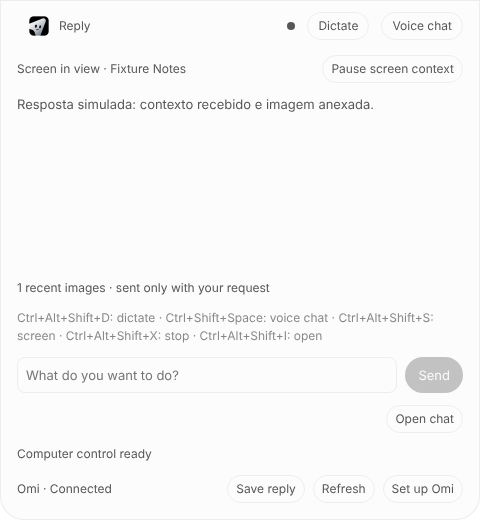 Reply
Dictate
Voice chat
Screen in view · Fixture Notes
Pause screen context
Resposta simulada: contexto recebido e imagem anexada.
1 recent images · sent only with your request
Ctrl+Alt+Shift+D: dictate · Ctrl+Shift+Space: voice chat · Ctrl+Alt+Shift+S:
screen · Ctrl+Alt+Shift+X: stop · Ctrl+Alt+Shift+I: open
What do you want to do?
Send
Open chat
Computer control ready
Omi · Connected
Save reply
Refresh
Set up Omi